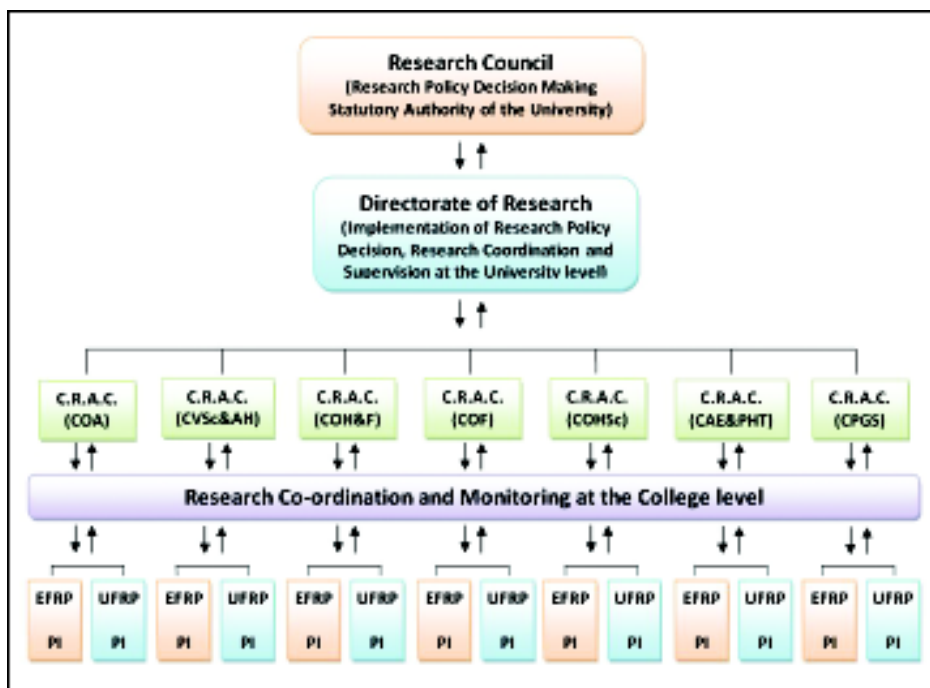 Research Council
(Research Policy Decision Making
Statutory Authority of the University)
Directorate of Research
(Implementation of Research Policy
Decision, Research Coordination and
Supervision at the University level)
C.R.A.C.
(COA)
C.R.A.C.
(CVSc&AH)
C.R.A.C.
(COH&F)
C.R.A.C.
(COF)
C.R.A.C.
(COHSc)
C.R.A.C.
(CAE&PHT)
C.R.A.C.
(CPGS)
Research Co-ordination and Monitoring at the College level
EFRP
PI
UFRP
PI
EFRP
PI
UFRP
PI
EFRP
PI
UFRP
PI
EFRP
PI
UFRP
PI
EFRP
PI
UFRP
PI
EFRP
PI
UFRP
PI
EFRP
PI
UFRP
PI